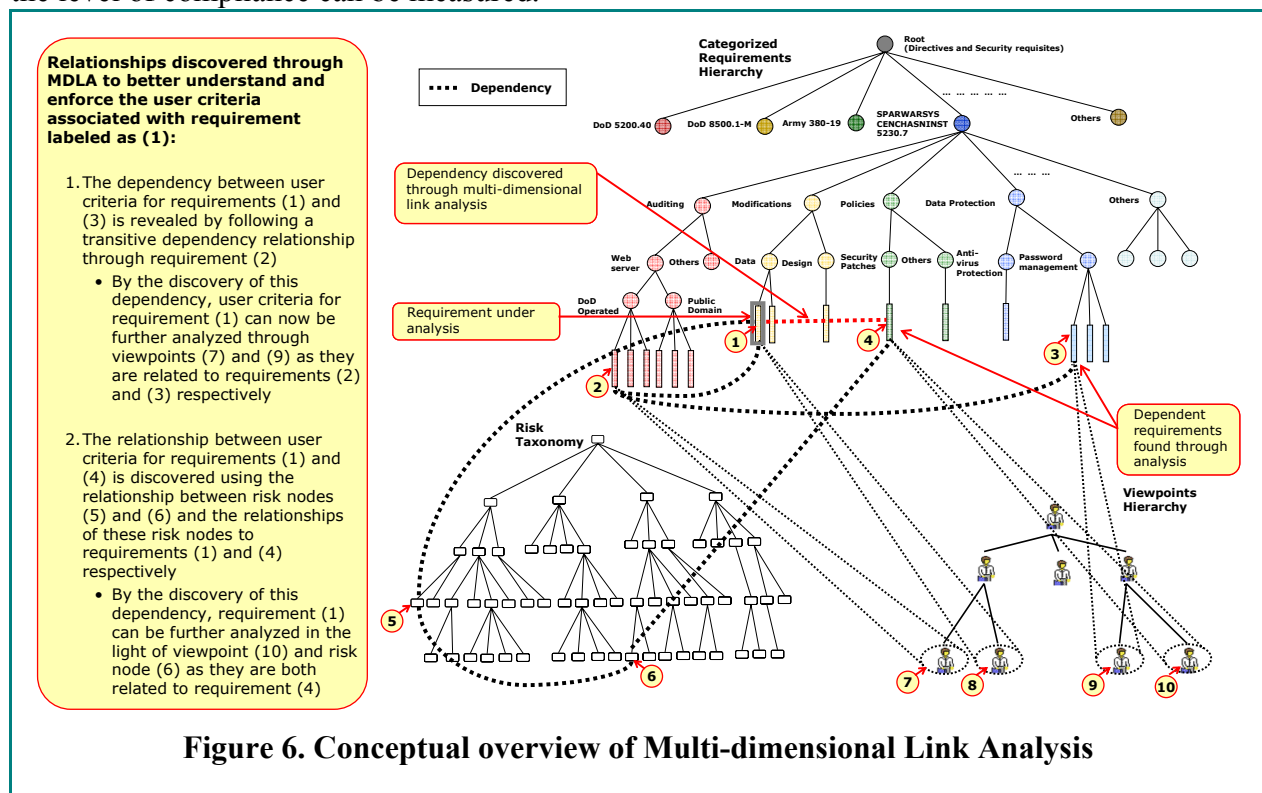 the level of compliance can be measured.
Relationships discovered through
MDLA to better understand and
enforce the user criteria
associated with requirement
labeled as (1):
1. The dependency between user
criteria for requirements (1) and
(3) is revealed by following a
transitive dependency relationship
through requirement (2)
• By the discovery of this
dependency, user criteria for
requirement (1) can now be
further analyzed through
viewpoints (7) and (9) as they
are related to requirements (2)
and (3) respectively
2. The relationship between user
criteria for requirements (1) and
(4) is discovered using the
relationship between risk nodes
(5) and (6) and the relationships
of these risk nodes to
requirements (1) and (4)
respectively
• By the discovery of this
dependency, requirement (1)
can be further analyzed in the
light of viewpoint (10) and risk
node (6) as they are both
related to requirement (4)
Dependency
Categorized
Requirements
Hierarchy
Root
(Directives and Security requisites)
... ... ... ... ...
DoD 5200.40
DoD 8500.1-M
Army 380-19
SPARWARSYS
CENCHASNINST
5230.7
Others
Dependency discovered
through multi-dimensional
link analysis
... ... ...
Auditing
Modifications
Policies
Data Protection
Others
Web
server
Others
Data
Design
Security
Patches
Others
Anti-
virus
Protection
Password
management
DoD
Operated
Public
Domain
Requirement under
analysis
1
4
3
2
Dependent
requirements
found through
analysis
Risk
Taxonomy
Viewpoints
Hierarchy
5
6
7
8
9
10
Figure 6. Conceptual overview of Multi-dimensional Link Analysis